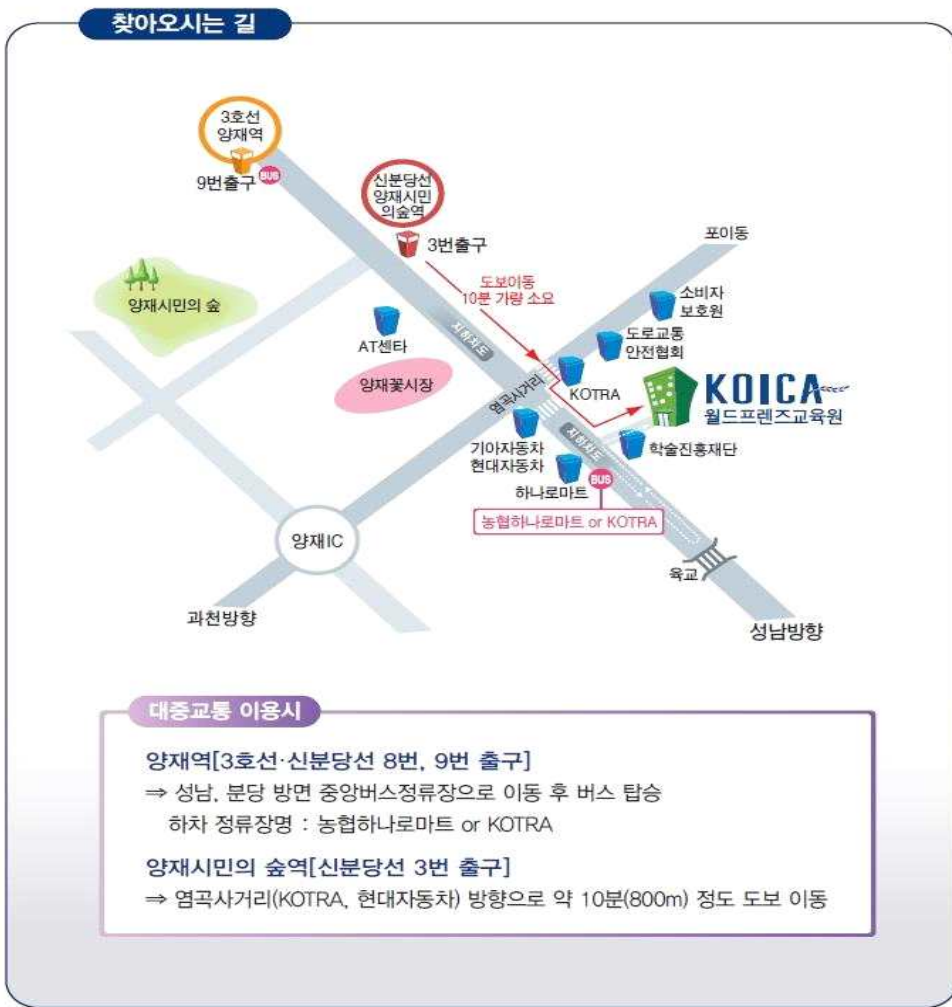 찾아오시는 길
3호선
양재역
9번출구
BUS
신분당선
양재시민
의숲역
3번출구
포이동
도보이동
10분 가량 소요
소비자
보호원
양재시민의 숲
AT센타
지하차도
도로교통
안전협회
양재꽃시장
염곡사거리
KOTRA
KOICA
월드프렌즈교육원
기아자동차
현대자동차
지하차도
학술진흥재단
하나로마트
BUS
농협하나로마트 or KOTRA
양재IC
육교
과천방향
성남방향
대중교통 이용시
양재역[3호선·신분당선 8번, 9번 출구]
⇒ 성남, 분당 방면 중앙버스정류장으로 이동 후 버스 탑승
하차 정류장명 : 농협하나로마트 or KOTRA
양재시민의 숲역[신분당선 3번 출구]
⇒ 염곡사거리(KOTRA, 현대자동차) 방향으로 약 10분(800m) 정도 도보 이동